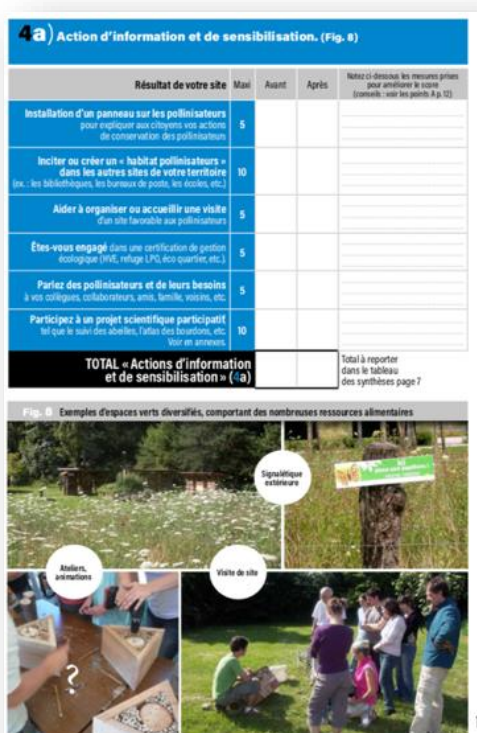 4a) Action d'information et de sensibilisation. (Fig. 8)
Résultat de votre site Maxi Avant Après Notez ci-dessous les mesures prises
pour améliorer le score
(conseils : voir les points A p.12)
Installation d'un panneau sur les pollinisateurs
pour expliquer aux citoyens vos actions
de conservation des pollinisateurs
5
Inciter ou créer un « habitat pollinisateurs »
dans les autres sites de votre territoire
(ex. : les bibliothèques, les bureaux de poste, les écoles, etc.)
10
Aider à organiser ou accueillir une visite
d'un site favorable aux pollinisateurs
5
Êtes-vous engagé dans une certification de gestion
écologique (HVE, refuge LPO, éco quartier, etc.)
5
Parlez des pollinisateurs et de leurs besoins
à vos collègues, collaborateurs, amis, famille, voisins, etc.
5
Participez à un projet scientifique participatif
tel que le suivi des abeilles, l'atlas des bourdons, etc.
Voir en annexes.
10
TOTAL « Actions d'information
et de sensibilisation » (4a)
Total à reporter
dans le tableau
des synthèses page 7
Fig. 8 Exemples d'espaces verts diversifiés, comportant des nombreuses ressources alimentaires
Signalétique
extérieure
Ateliers,
animations
Visite de site
?